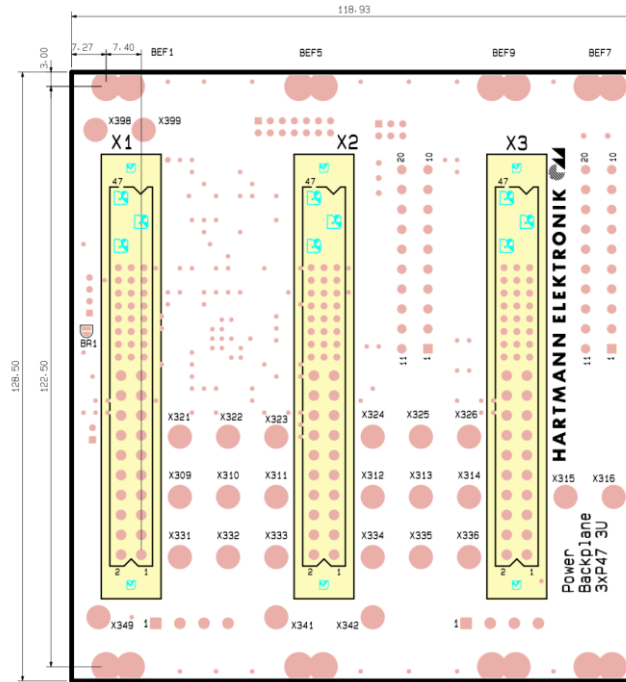 118.93
7.27 7.40 BEF1 BEF5 BEF9 BEF7
3.00
X398 X399
X1 X2 X3
20 10 20 10
47 47 47
HARTMANN ELEKTRONIK
128.50
122.50
BR1
11 1 11 1
X321 X322 X323 X324 X325 X326
X309 X310 X311 X312 X313 X314 X315 X316
X331 X332 X333 X334 X335 X336
2 1 2 1 2 1
Power
Backplane
3xP47 3U
X349 1 X341 X342 1